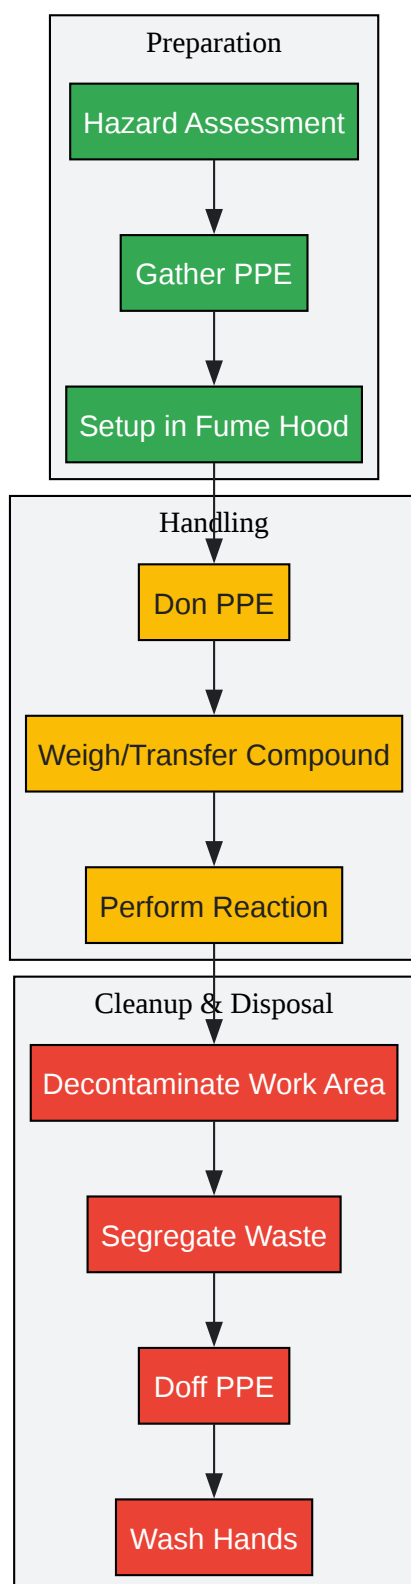 Preparation
Hazard Assessment
Gather PPE
Setup in Fume Hood
Handling
Don PPE
Weigh/Transfer Compound
Perform Reaction
Cleanup & Disposal
Decontaminate Work Area
Segregate Waste
Doff PPE
Wash Hands